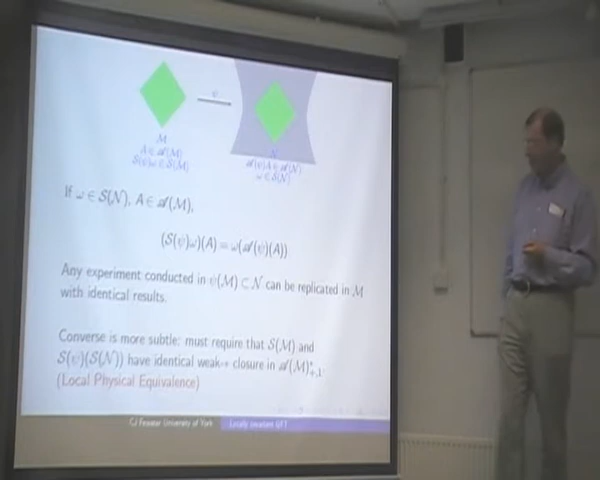 ψ
M N
A ∈ 𝒜(M) 𝒜(ψ)A ∈ 𝒜(N)
S(ψ)ω ∈ S(M) ω ∈ S(N)
If ω ∈ S(N), A ∈ 𝒜(M),
(S(ψ)ω)(A) = ω(𝒜(ψ)(A))
Any experiment conducted in ψ(M) ⊂ N can be replicated in M
with identical results.
Converse is more subtle: must require that S(M) and
S(ψ)(S(N)) have identical weak-* closure in 𝒜(M)*₊,₁.
(Local Physical Equivalence)
CJ Fewster University of York Locally covariant QFT